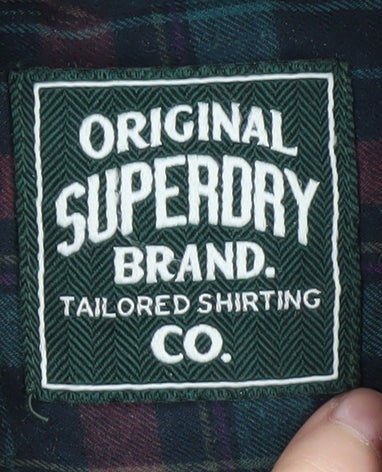 ORIGINAL
SUPERDRY
BRAND.
TAILORED SHIRTING
CO.